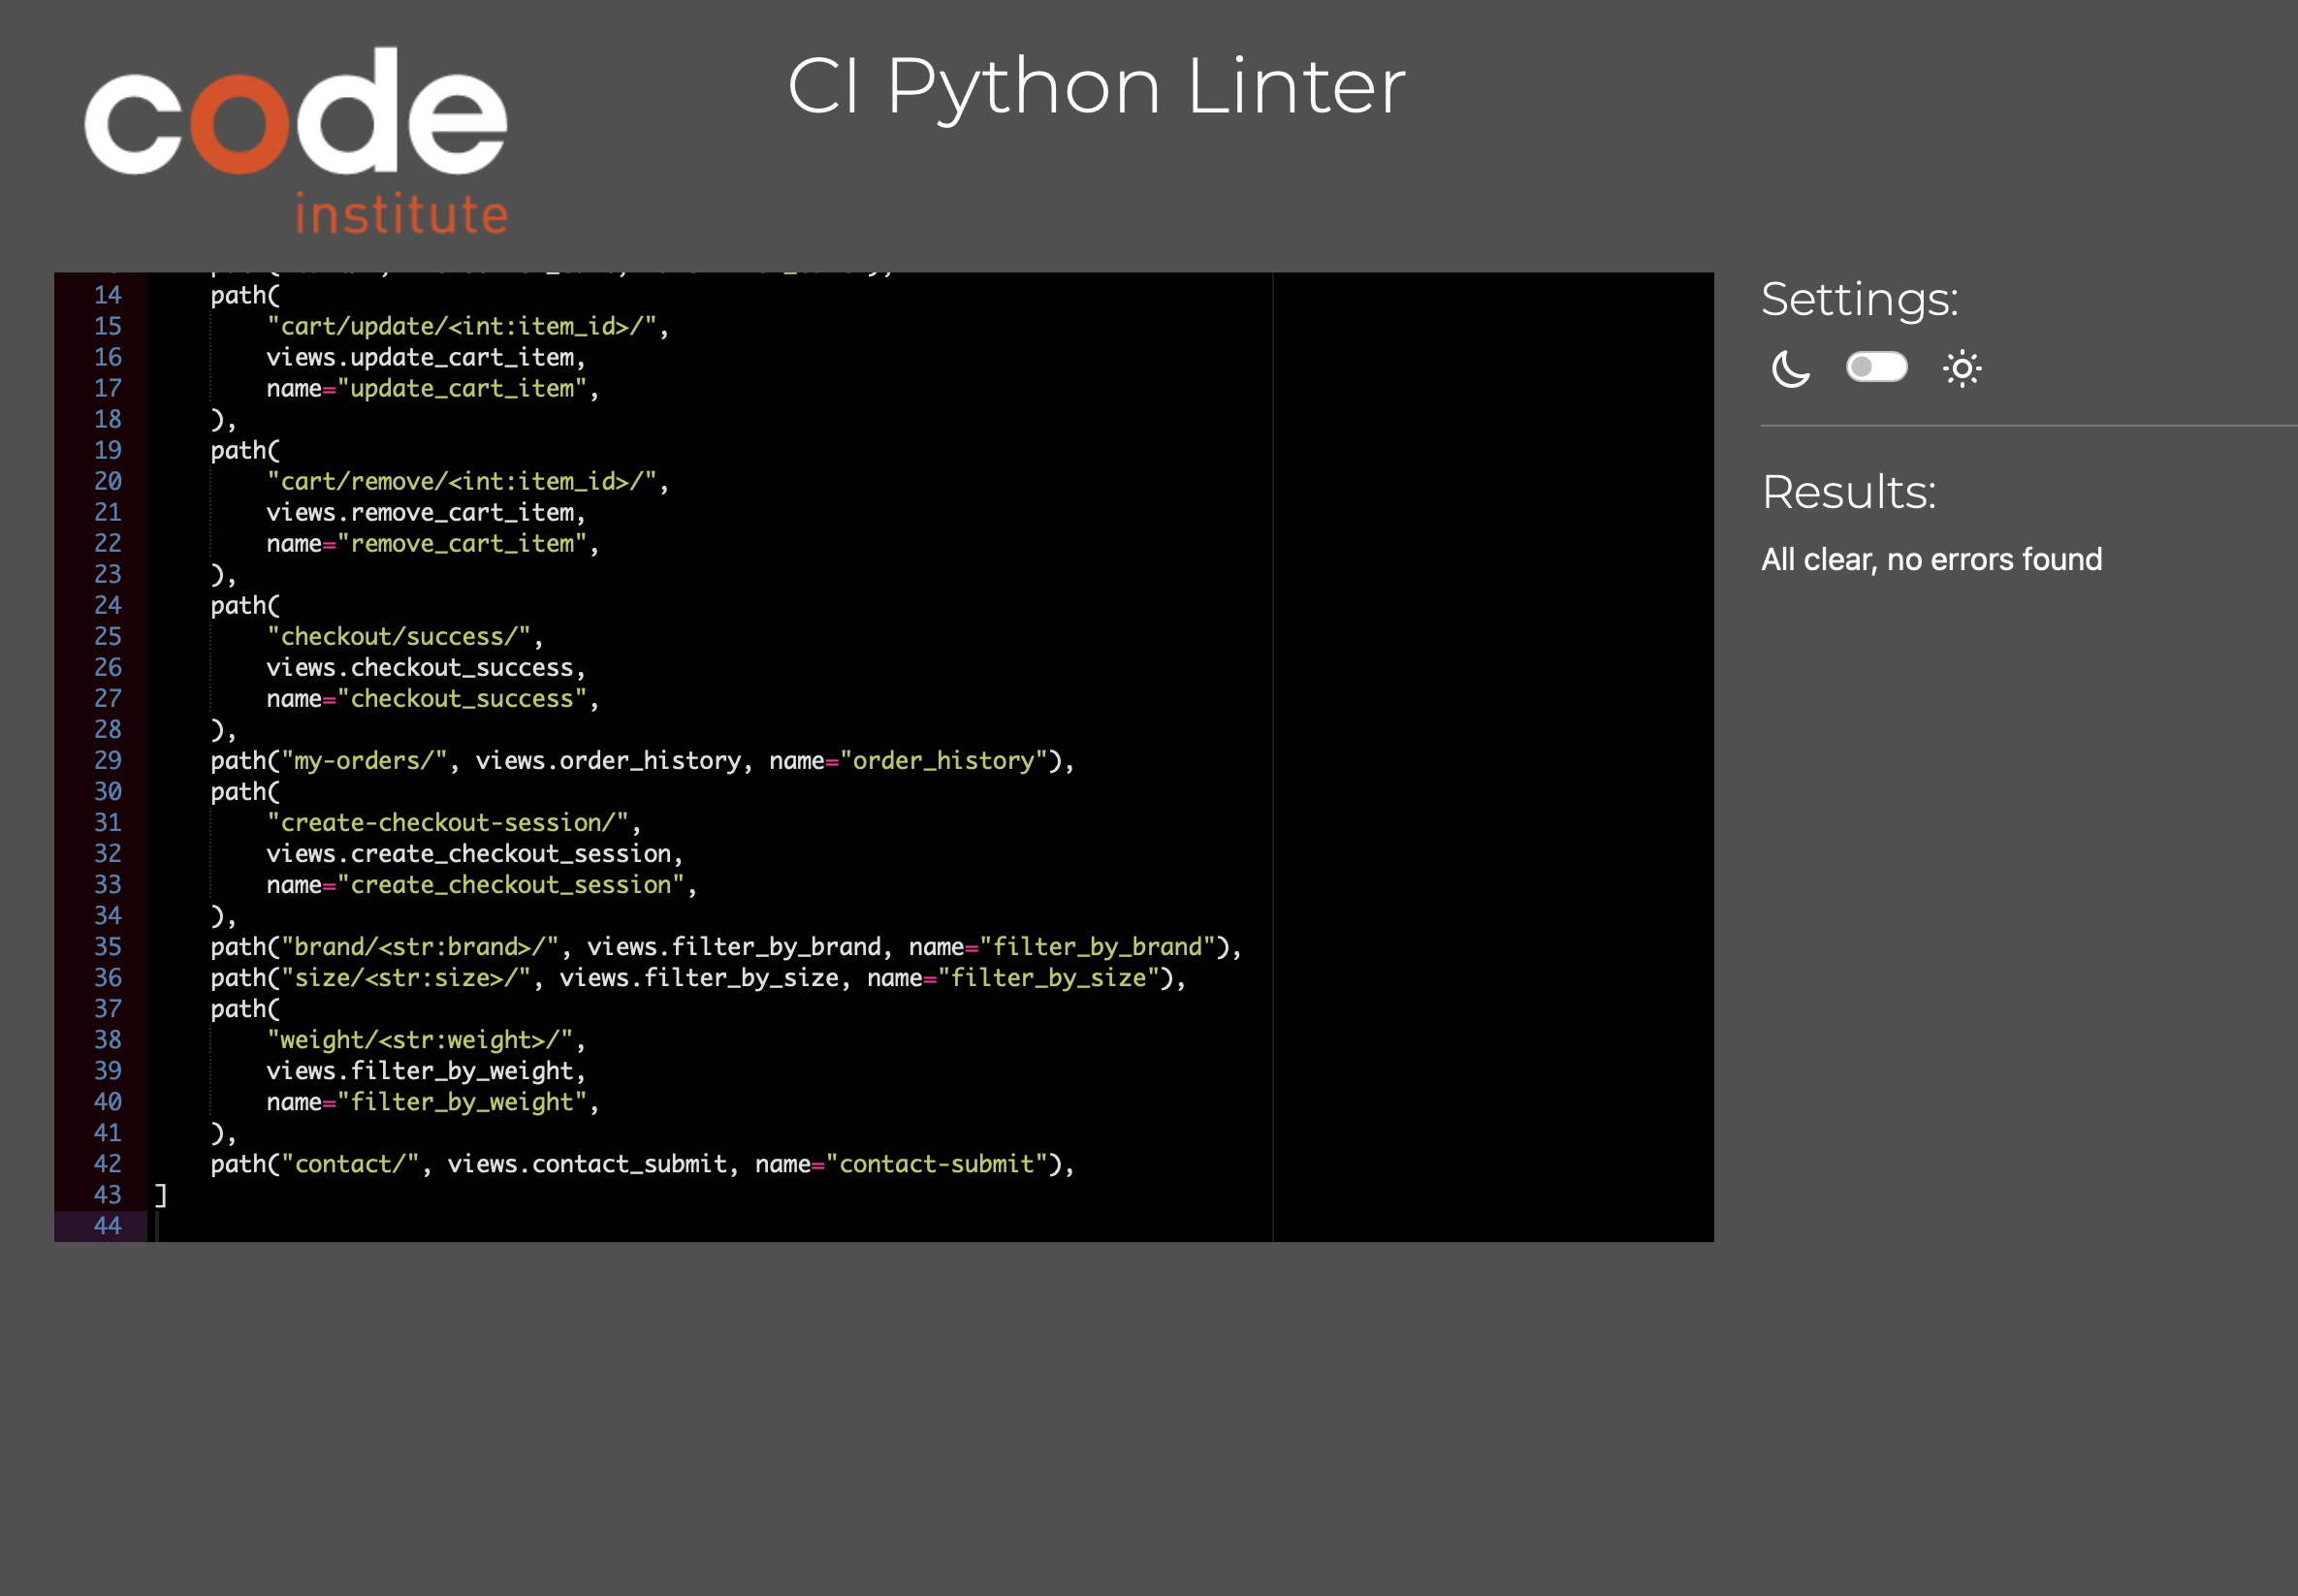 code
institute
CI Python Linter
14 path(
15 "cart/update/<int:item_id>/",
16 views.update_cart_item,
17 name="update_cart_item",
18 ),
19 path(
20 "cart/remove/<int:item_id>/",
21 views.remove_cart_item,
22 name="remove_cart_item",
23 ),
24 path(
25 "checkout/success/",
26 views.checkout_success,
27 name="checkout_success",
28 ),
29 path("my-orders/", views.order_history, name="order_history"),
30 path(
31 "create-checkout-session/",
32 views.create_checkout_session,
33 name="create_checkout_session",
34 ),
35 path("brand/<str:brand>/", views.filter_by_brand, name="filter_by_brand"),
36 path("size/<str:size>/", views.filter_by_size, name="filter_by_size"),
37 path(
38 "weight/<str:weight>/",
39 views.filter_by_weight,
40 name="filter_by_weight",
41 ),
42 path("contact/", views.contact_submit, name="contact-submit"),
43 ]
44
Settings:
Results:
All clear, no errors found